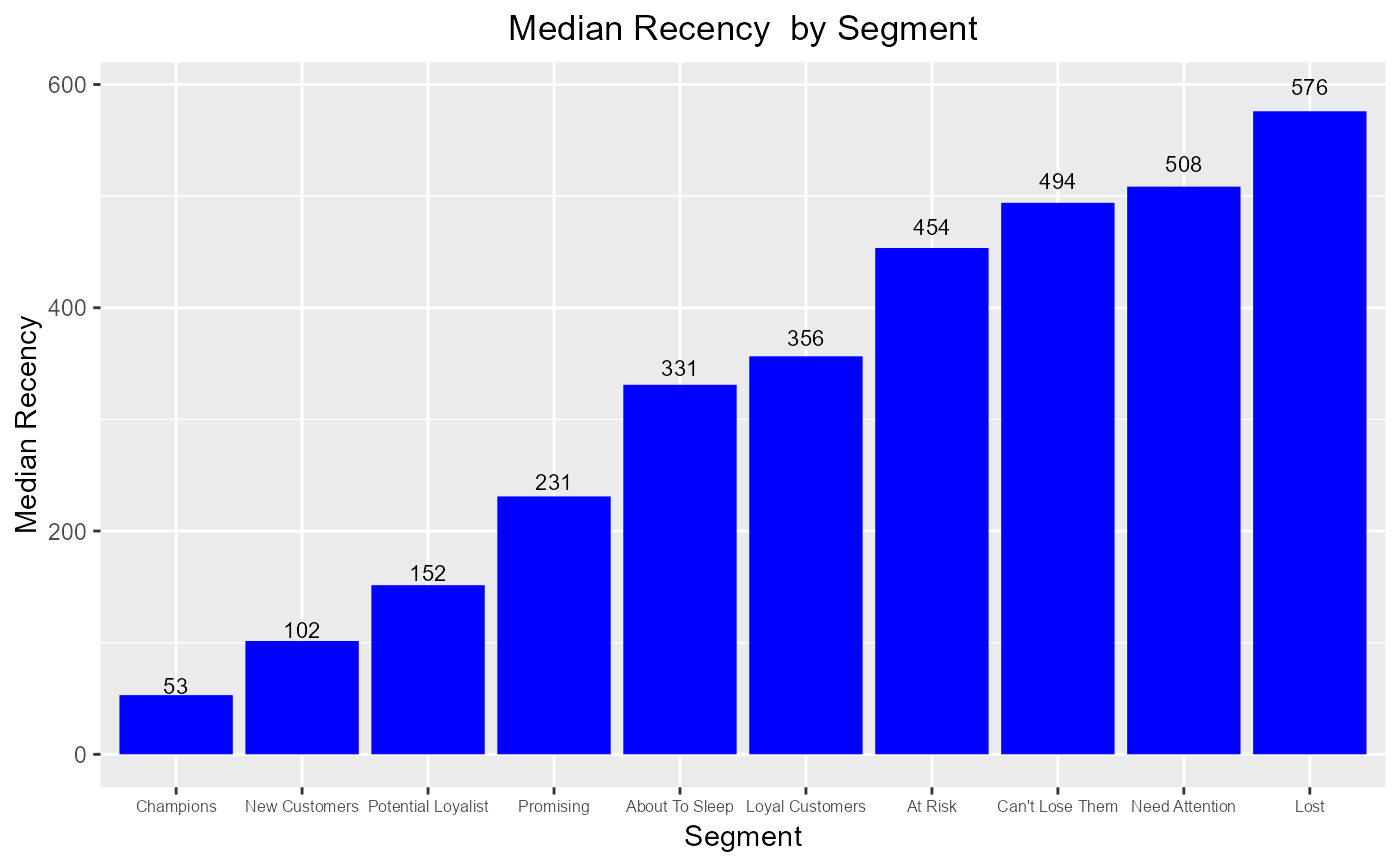 Median Recency  by Segment
Median Recency
600
400
200
0
53
102
152
231
331
356
454
494
508
576
Champions
New Customers
Potential Loyalist
Promising
About To Sleep
Loyal Customers
At Risk
Can't Lose Them
Need Attention
Lost
Segment